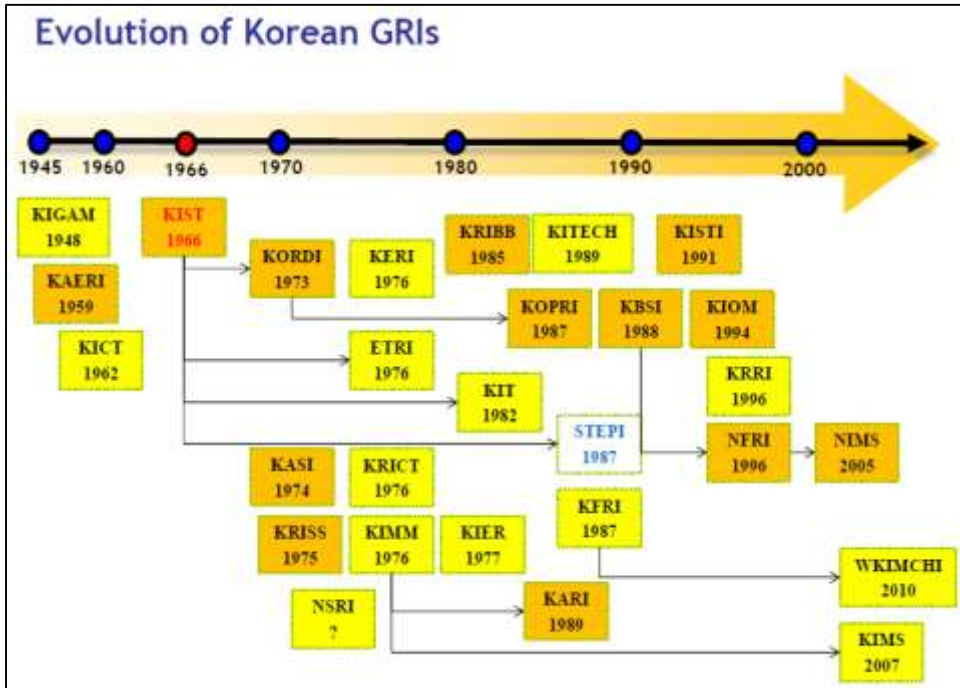 Evolution of Korean GRIs
1945 1960 1966 1970 1980 1990 2000
KIGAM
1948
KIST
1966
KAERI
1959
KICT
1962
KORDI
1973
KERI
1976
KRIBB
1985
KITECH
1989
KISTI
1991
KOPRI
1987
KBSI
1988
KIOM
1994
ETRI
1976
KRRI
1996
KIT
1982
STEPI
1987
NFRI
1996
NIMS
2005
KASI
1974
KRICT
1976
KFRI
1987
KRISS
1975
KIMM
1976
KIER
1977
WKIMCHI
2010
NSRI
?
KARI
1989
KIMS
2007